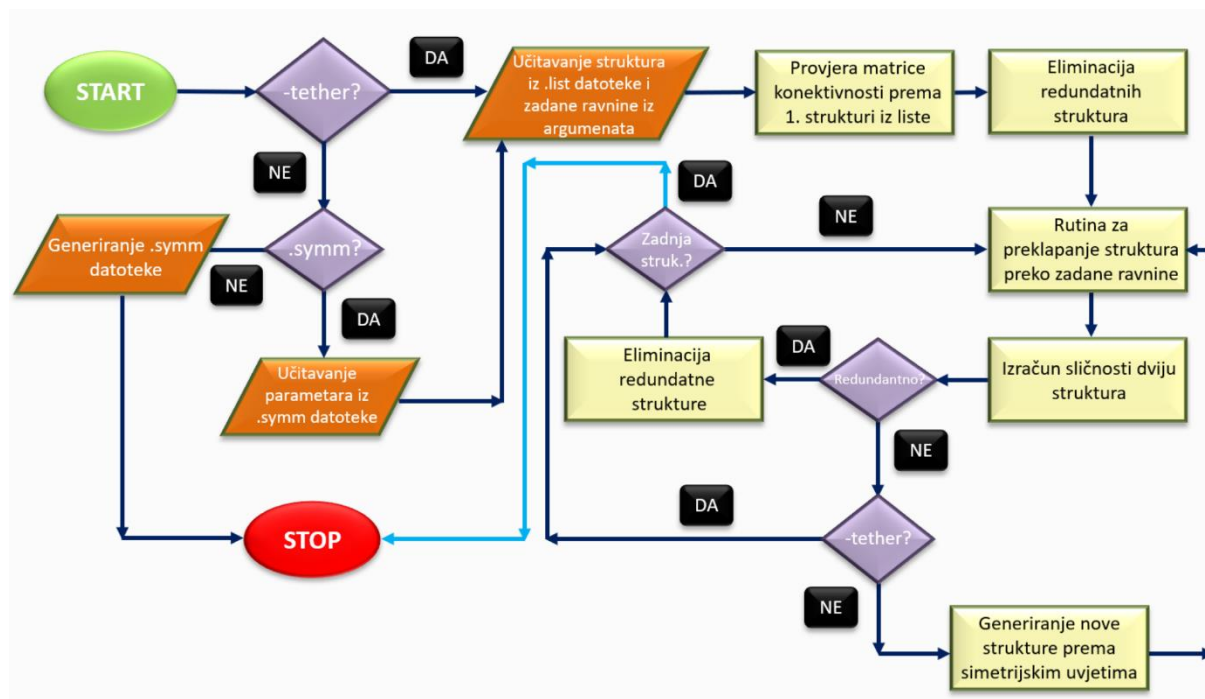 START
-tether?
DA
Učitavanje struktura
iz .list datoteke i
zadane ravnine iz
argumenata
Provjera matrice
konektivnosti prema
1. strukturi iz liste
Eliminacija
redundatnih
struktura
NE
.symm?
Generiranje .symm
datoteke
NE
DA
Učitavanje
parametara iz
.symm datoteke
DA
Zadnja
struk.?
NE
Rutina za
preklapanje struktura
preko zadane ravnine
Eliminacija
redundatne
strukture
DA
Redundantno?
Izračun sličnosti dviju
struktura
NE
STOP
DA
-tether?
NE
Generiranje nove
strukture prema
simetrijskim uvjetima